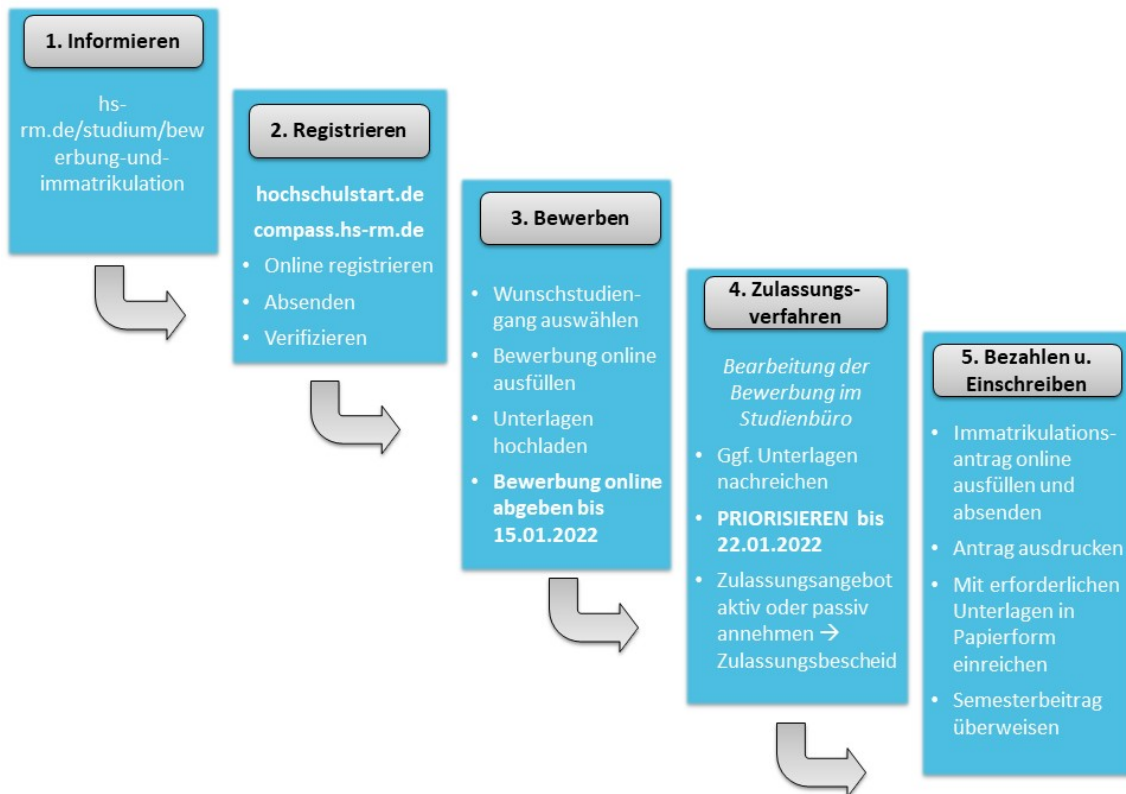 1. Informieren
hs-
rm.de/studium/bew
erbung-und-
immatrikulation
2. Registrieren
hochschulstart.de
compass.hs-rm.de
• Online registrieren
• Absenden
• Verifizieren
3. Bewerben
• Wunschstudien-
gang auswählen
• Bewerbung online
ausfüllen
• Unterlagen
hochladen
• Bewerbung online
abgeben bis
15.01.2022
4. Zulassungs-
verfahren
Bearbeitung der
Bewerbung im
Studienbüro
• Ggf. Unterlagen
nachreichen
• PRIORISIEREN bis
22.01.2022
• Zulassungsangebot
aktiv oder passiv
annehmen →
Zulassungsbescheid
5. Bezahlen u.
Einschreiben
• Immatrikulations-
antrag online
ausfüllen und
absenden
• Antrag ausdrucken
• Mit erforderlichen
Unterlagen in
Papierform
einreichen
• Semesterbeitrag
überweisen